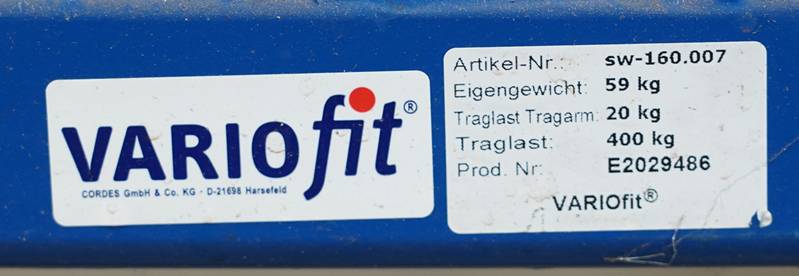 VARIOfit®
CORDES GmbH & Co. KG · D-21698 Harsefeld
Artikel-Nr.: sw-160.007
Eigengewicht: 59 kg
Traglast Tragarm: 20 kg
Traglast: 400 kg
Prod. Nr: E2029486
VARIOfit®